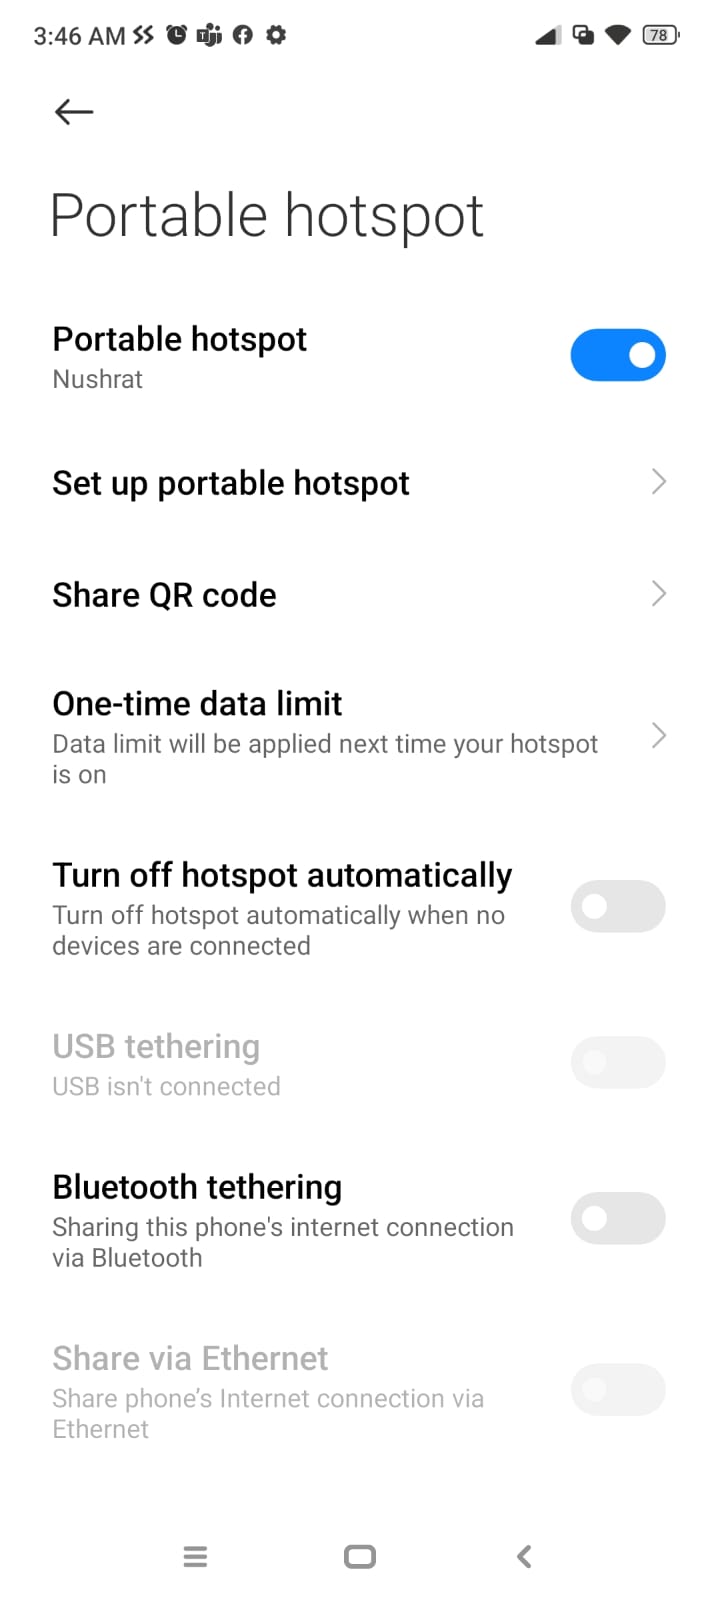 3:46 AM
78
Portable hotspot
Portable hotspot
Nushrat
Set up portable hotspot
Share QR code
One-time data limit
Data limit will be applied next time your hotspot
is on
Turn off hotspot automatically
Turn off hotspot automatically when no
devices are connected
USB tethering
USB isn't connected
Bluetooth tethering
Sharing this phone's internet connection
via Bluetooth
Share via Ethernet
Share phone’s Internet connection via
Ethernet